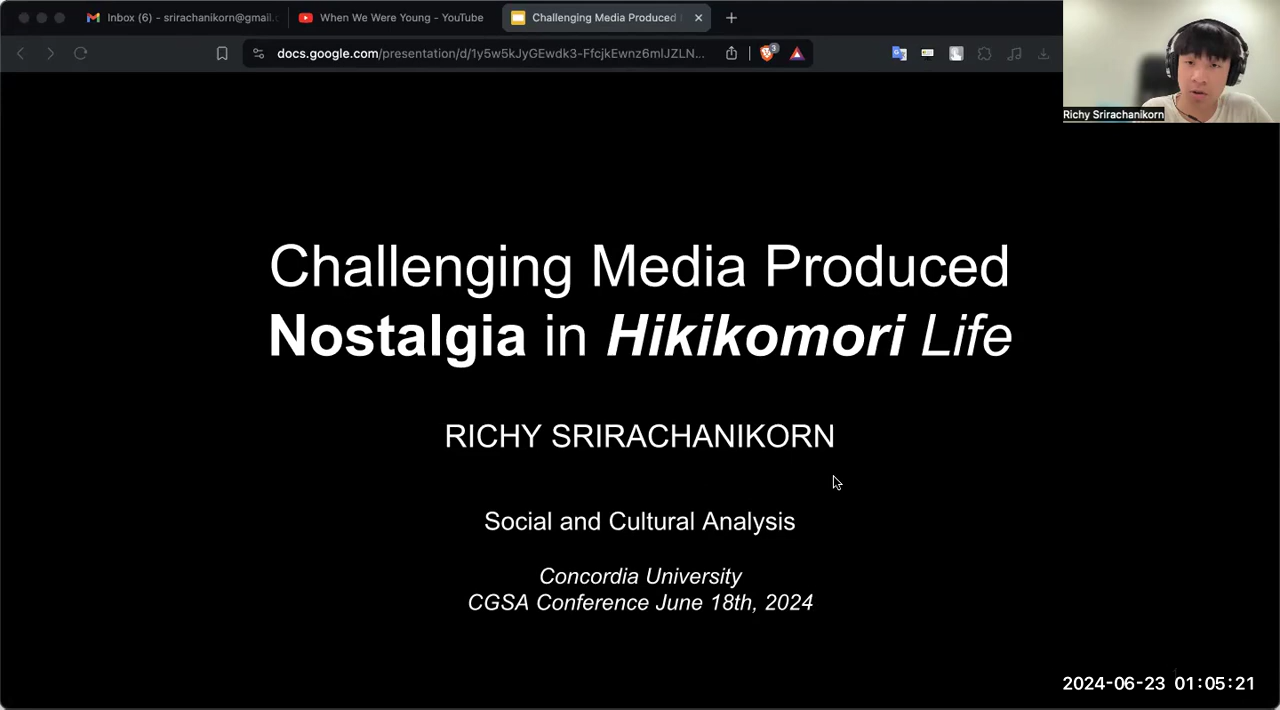 Inbox (6) - srirachanikorn@gmail.c
When We Were Young - YouTube
Challenging Media Produced
docs.google.com/presentation/d/1y5w5kJyGEwdk3-FfcjkEwnz6mlJZLN...
3
Richy Srirachanikorn
Challenging Media Produced
Nostalgia in Hikikomori Life
RICHY SRIRACHANIKORN
Social and Cultural Analysis
Concordia University
CGSA Conference June 18th, 2024
2024-06-23 01:05:21